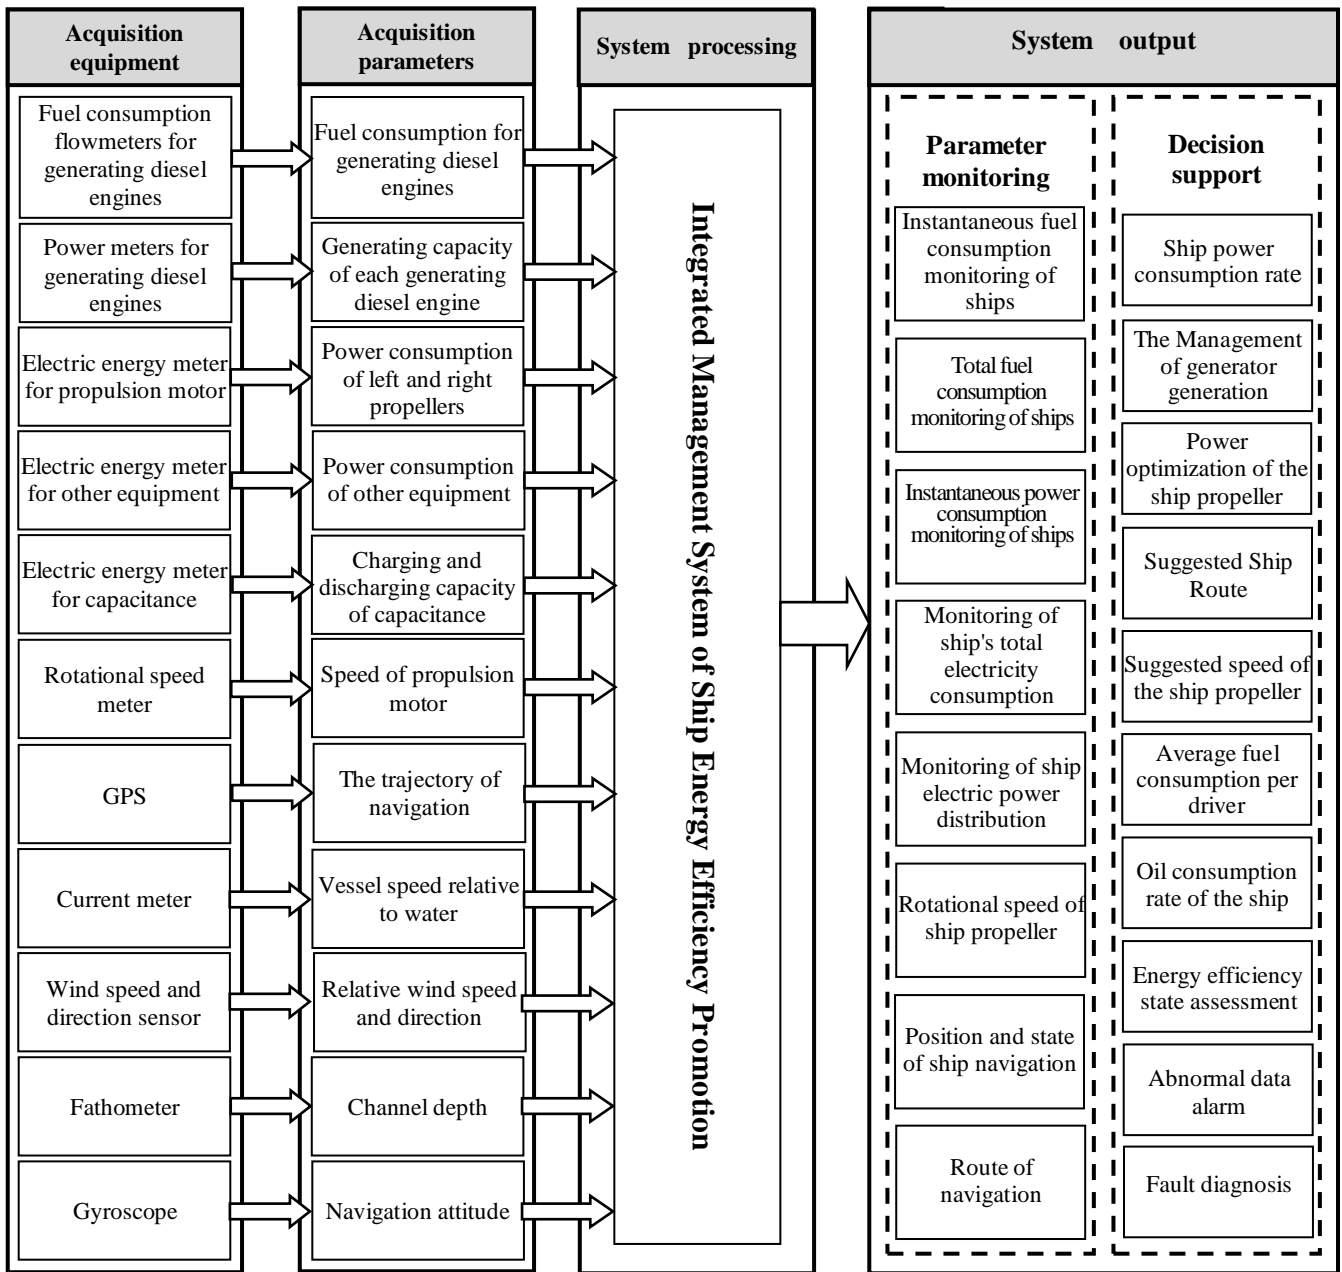 Acquisition
equipment
Fuel consumption
flowmeters for
generating diesel
engines
Power meters for
generating diesel
engines
Electric energy meter
for propulsion motor
Electric energy meter
for other equipment
Electric energy meter
for capacitance
Rotational speed
meter
GPS
Current meter
Wind speed and
direction sensor
Fathometer
Gyroscope
Acquisition
parameters
Fuel consumption for
generating diesel
engines
Generating capacity
of each generating
diesel engine
Power consumption
of left and right
propellers
Power consumption
of other equipment
Charging and
discharging capacity
of capacitance
Speed of propulsion
motor
The trajectory of
navigation
Vessel speed relative
to water
Relative wind speed
and direction
Channel depth
Navigation attitude
System processing
Integrated Management System of Ship Energy Efficiency Promotion
System output
Parameter
monitoring
Instantaneous fuel
consumption
monitoring of
ships
Total fuel
consumption
monitoring of ships
Instantaneous power
consumption
monitoring of ships
Monitoring of
ship's total
electricity
consumption
Monitoring of ship
electric power
distribution
Rotational speed of
ship propeller
Position and state
of ship navigation
Route of
navigation
Decision
support
Ship power
consumption rate
The Management
of generator
generation
Power
optimization of the
ship propeller
Suggested Ship
Route
Suggested speed of
the ship propeller
Average fuel
consumption per
driver
Oil consumption
rate of the ship
Energy efficiency
state assessment
Abnormal data
alarm
Fault diagnosis